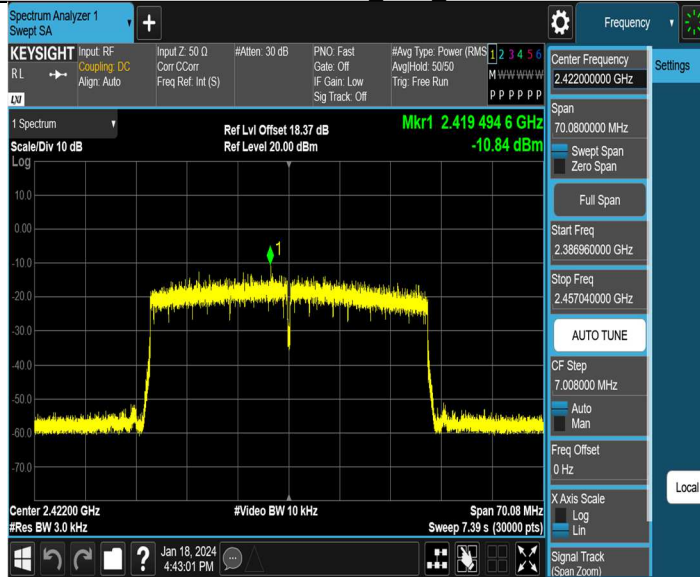 Spectrum Analyzer 1
Swept SA
+
Frequency
KEYSIGHT
R L
LXI
Input: RF
Coupling: DC
Align: Auto
Input Z: 50 Ω
Corr CCorr
Freq Ref: Int (S)
#Atten: 30 dB
PNO: Fast
Gate: Off
IF Gain: Low
Sig Track: Off
#Avg Type: Power (RMS
Avg|Hold: 50/50
Trig: Free Run
1 2 3 4 5 6
M W W W W W
P P P P P P
1 Spectrum
Scale/Div 10 dB
Log
Ref Lvl Offset 18.37 dB
Ref Level 20.00 dBm
Mkr1 2.419 494 6 GHz
-10.84 dBm
10.0
0.00
-10.0
-20.0
-30.0
-40.0
-50.0
-60.0
-70.0
1
Center 2.42200 GHz
#Res BW 3.0 kHz
#Video BW 10 kHz
Span 70.08 MHz
Sweep 7.39 s (30000 pts)
?
Jan 18, 2024
4:43:01 PM
Center Frequency
2.422000000 GHz
Span
70.0800000 MHz
Swept Span
Zero Span
Full Span
Start Freq
2.386960000 GHz
Stop Freq
2.457040000 GHz
AUTO TUNE
CF Step
7.008000 MHz
Auto
Man
Freq Offset
0 Hz
X Axis Scale
Log
Lin
Signal Track
(Span Zoom)
Settings
Local